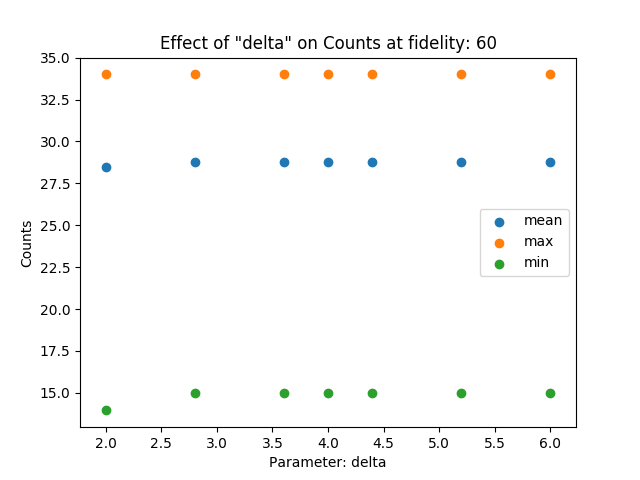 Effect of "delta" on Counts at fidelity: 60
35.0
32.5
30.0
27.5
25.0
22.5
20.0
17.5
15.0
Counts
mean
max
min
2.0 2.5 3.0 3.5 4.0 4.5 5.0 5.5 6.0
Parameter: delta